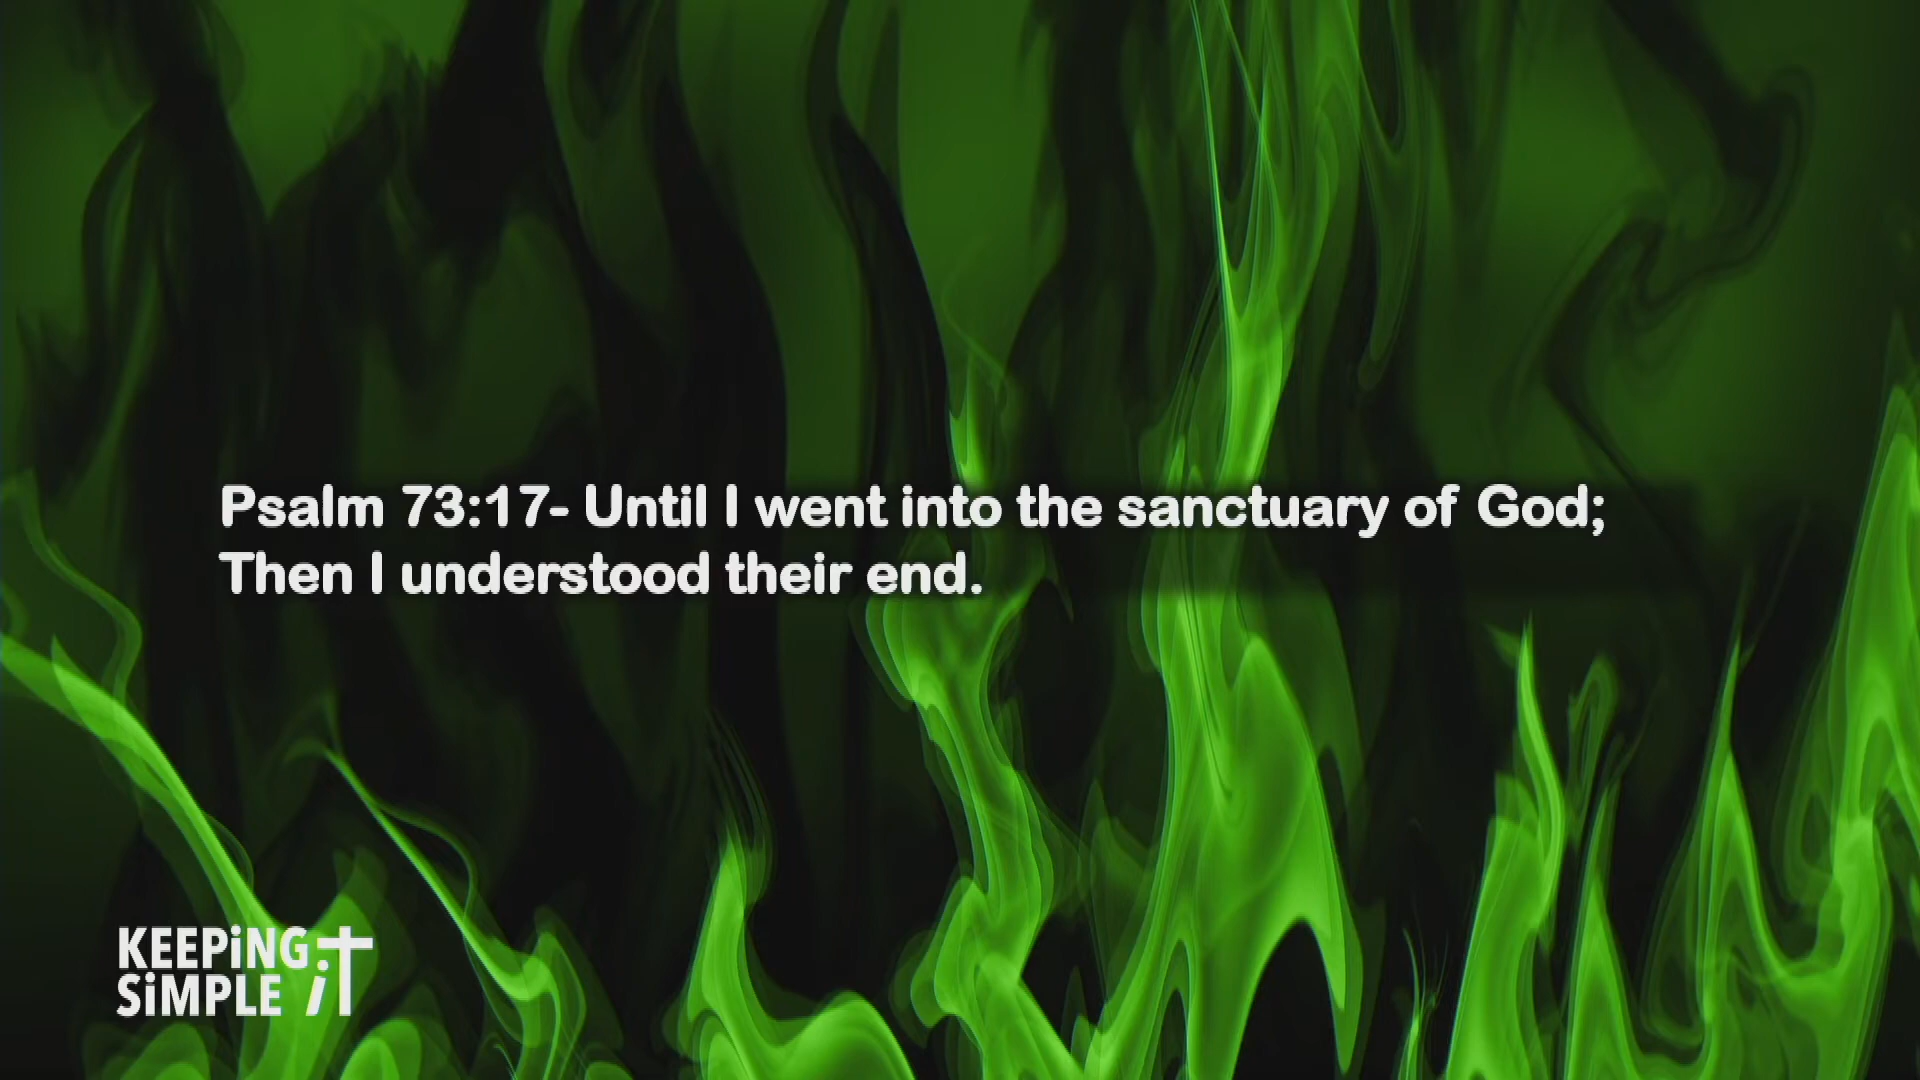 Psalm 73:17- Until I went into the sanctuary of God;
Then I understood their end.
KEEPiNG iT
SiMPLE